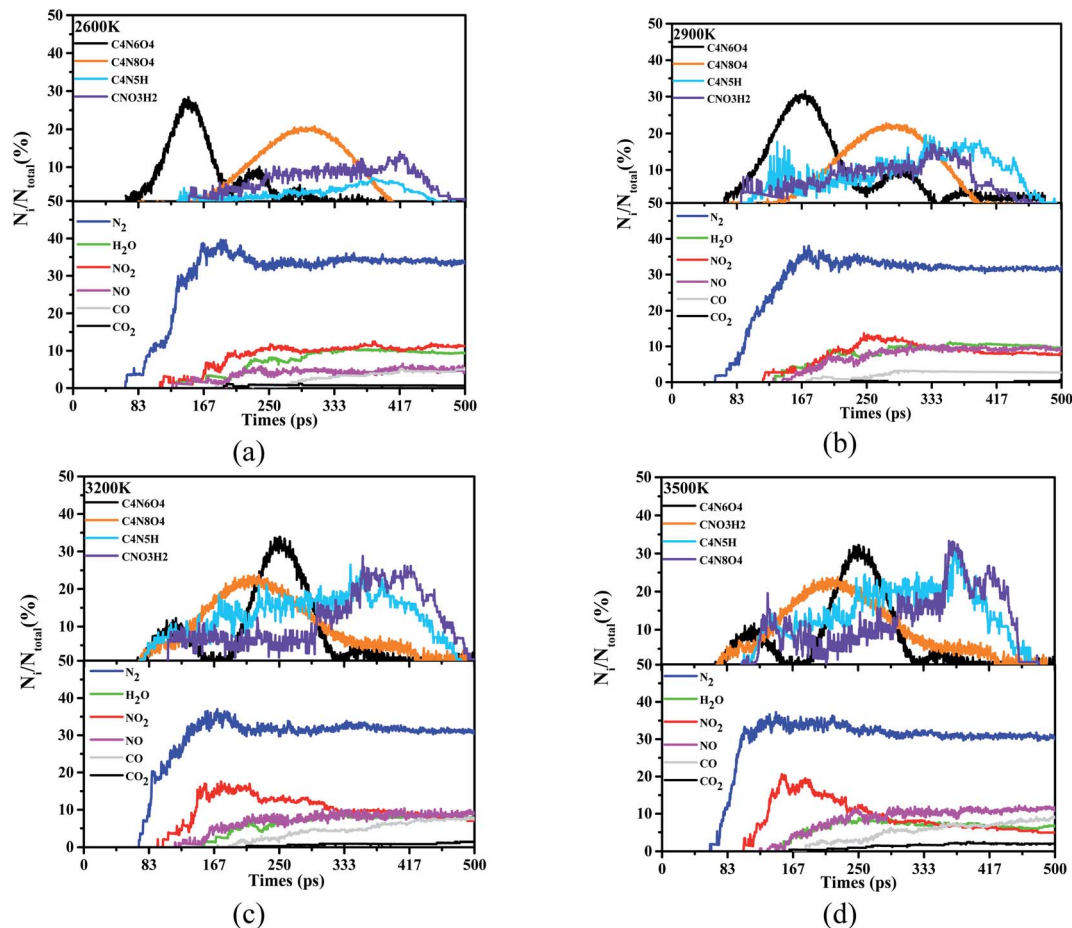 2600K
C4N6O4
C4N8O4
C4N5H
CNO3H2
50
40
30
20
10
50
40
30
20
10
0
N2
H2O
NO2
NO
CO
CO2
Ni/Ntotal(%)
0 83 167 250 333 417 500
Times (ps)
(a)
2900K
C4N6O4
C4N8O4
C4N5H
CNO3H2
50
40
30
20
10
50
40
30
20
10
0
N2
H2O
NO2
NO
CO
CO2
Ni/Ntotal(%)
0 83 167 250 333 417 500
Times (ps)
(b)
3200K
C4N6O4
C4N8O4
C4N5H
CNO3H2
50
40
30
20
10
50
40
30
20
10
0
N2
H2O
NO2
NO
CO
CO2
Ni/Ntotal(%)
0 83 167 250 333 417 500
Times (ps)
(c)
3500K
C4N6O4
CNO3H2
C4N5H
C4N8O4
50
40
30
20
10
50
40
30
20
10
0
N2
H2O
NO2
NO
CO
CO2
Ni/Ntotal(%)
0 83 167 250 333 417 500
Times (ps)
(d)